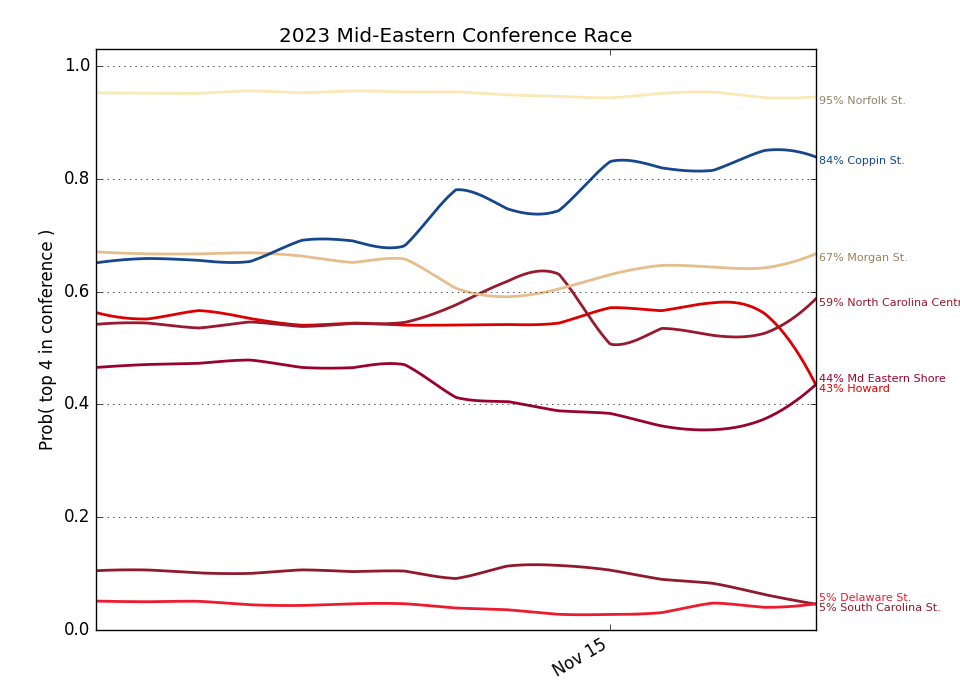 2023 Mid-Eastern Conference Race
1.0
0.8
0.6
0.4
0.2
0.0
Prob( top 4 in conference )
Nov 15
95% Norfolk St.
84% Coppin St.
67% Morgan St.
59% North Carolina Centr
44% Md Eastern Shore
43% Howard
5% Delaware St.
5% South Carolina St.